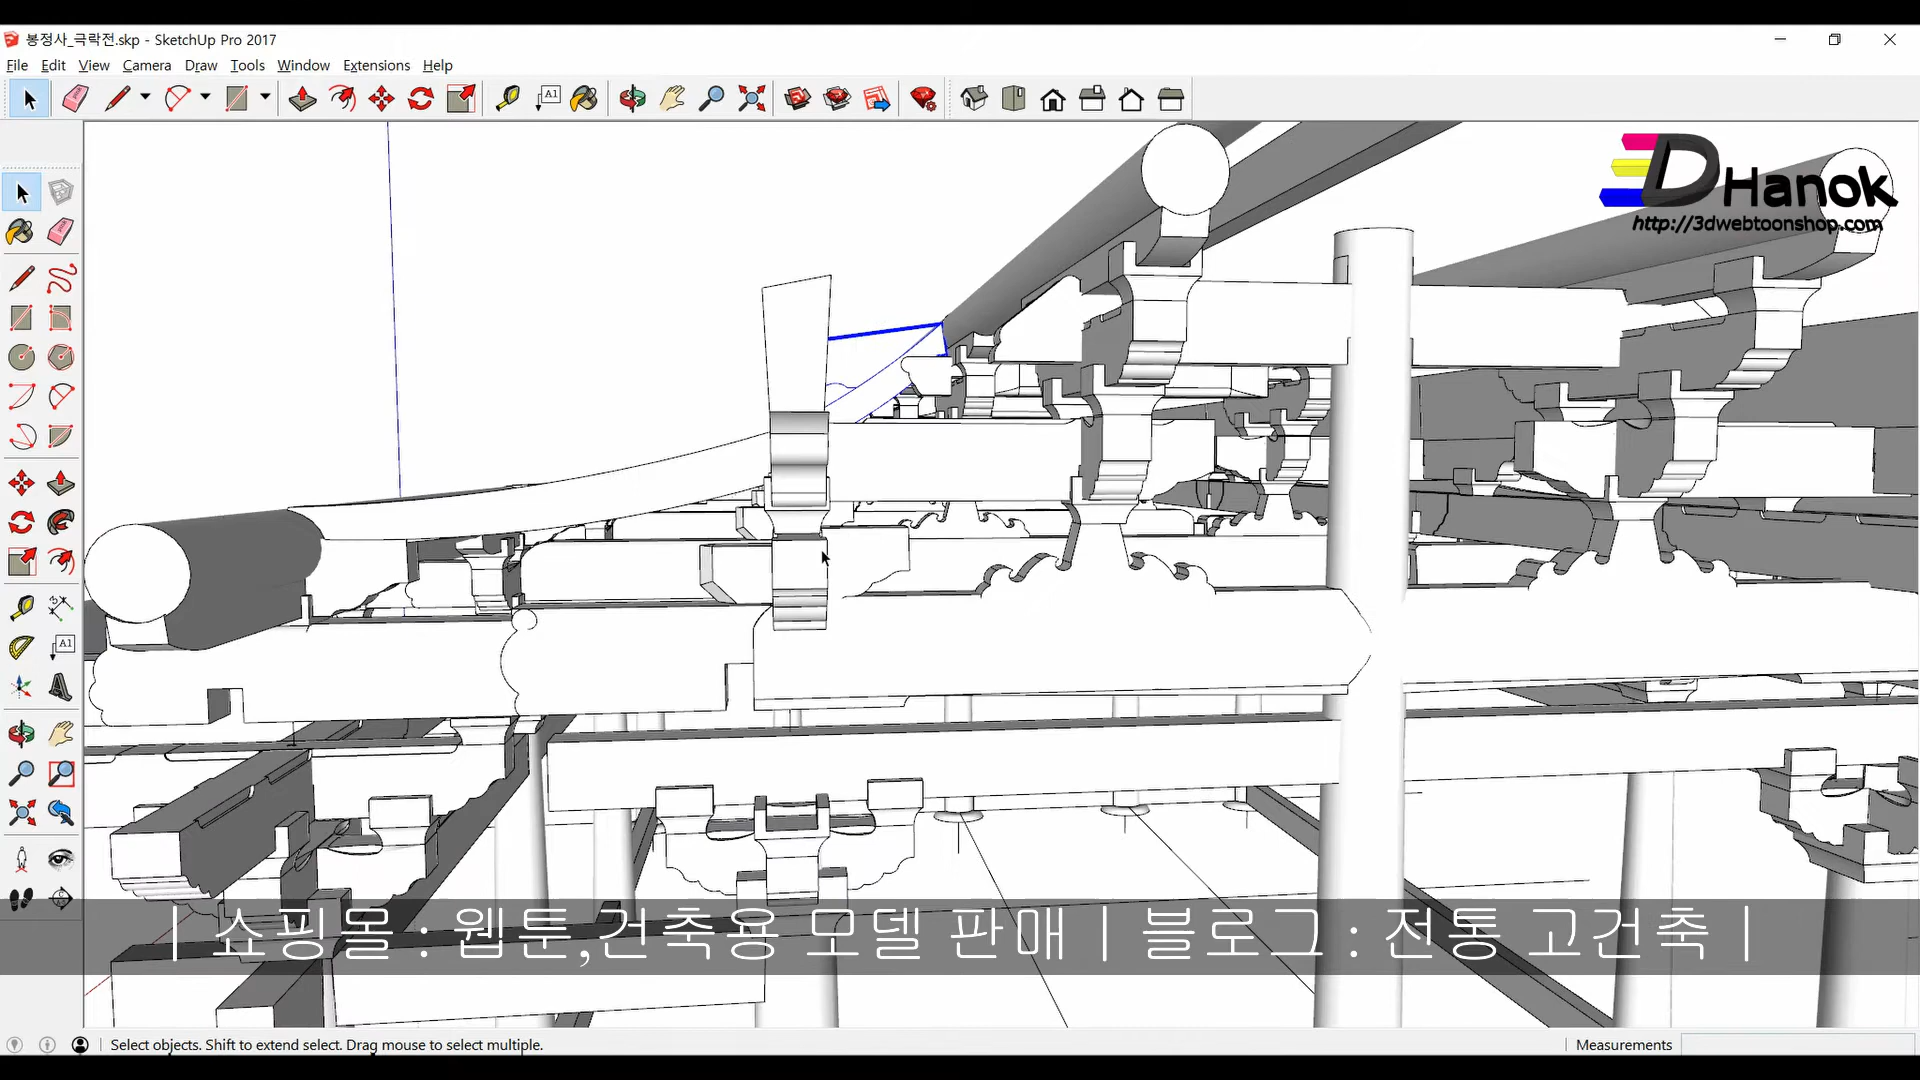 봉정사_극락전.skp - SketchUp Pro 2017
File Edit View Camera Draw Tools Window Extensions Help
A1
3D Hanok
http://3dwebtoonshop.com
A1
| 쇼핑몰 : 웹툰,건축용 모델 판매 | 블로그 : 전통 고건축 |
Select objects. Shift to extend select. Drag mouse to select multiple.
Measurements